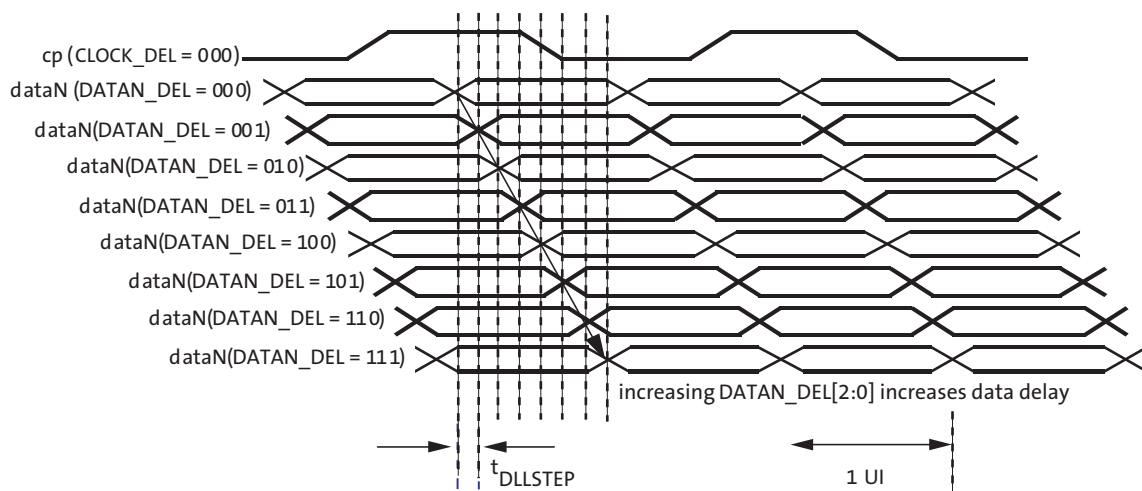 cp (CLOCK_DEL = 000)
dataN (DATAN_DEL = 000)
dataN(DATAN_DEL = 001)
dataN(DATAN_DEL = 010)
dataN(DATAN_DEL = 011)
dataN(DATAN_DEL = 100)
dataN(DATAN_DEL = 101)
dataN(DATAN_DEL = 110)
dataN(DATAN_DEL = 111)
increasing DATAN_DEL[2:0] increases data delay
tDLLSTEP
1 UI